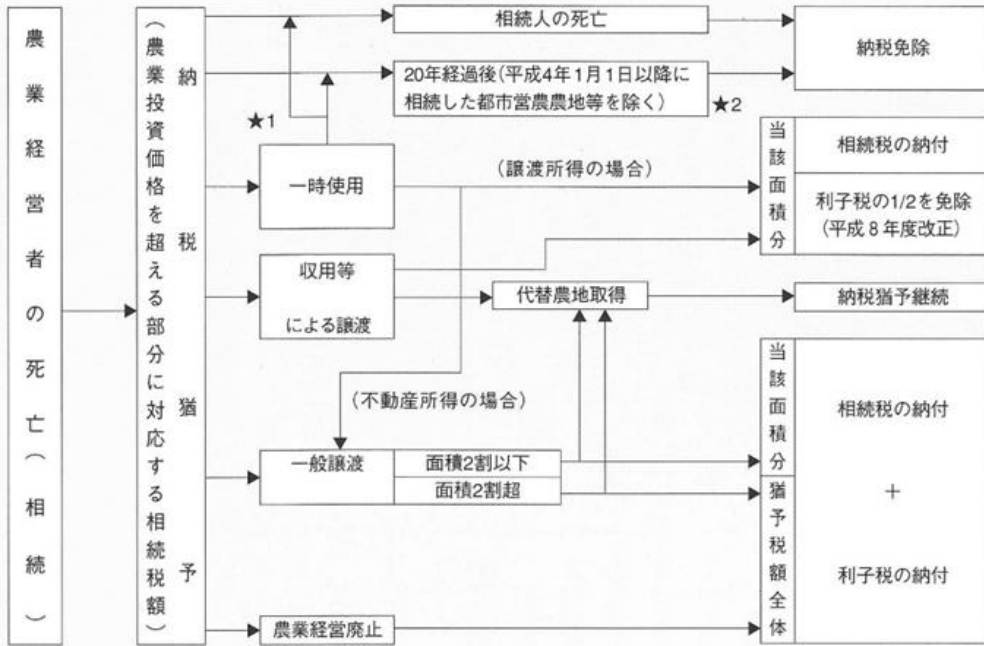 農業経営者の死亡(相続)
納税猶予
(農業投資価格を超える部分に対応する相続税額)
相続人の死亡
納税免除
20年経過後(平成4年1月1日以降に
相続した都市営農農地等を除く)
★1
★2
一時使用
(譲渡所得の場合)
当該面積分
相続税の納付
利子税の1/2を免除
(平成8年度改正)
収用等
による譲渡
代替農地取得
納税猶予継続
(不動産所得の場合)
一般譲渡
面積2割以下
面積2割超
当該面積分
猶予税額全体
相続税の納付
+
利子税の納付
農業経営廃止